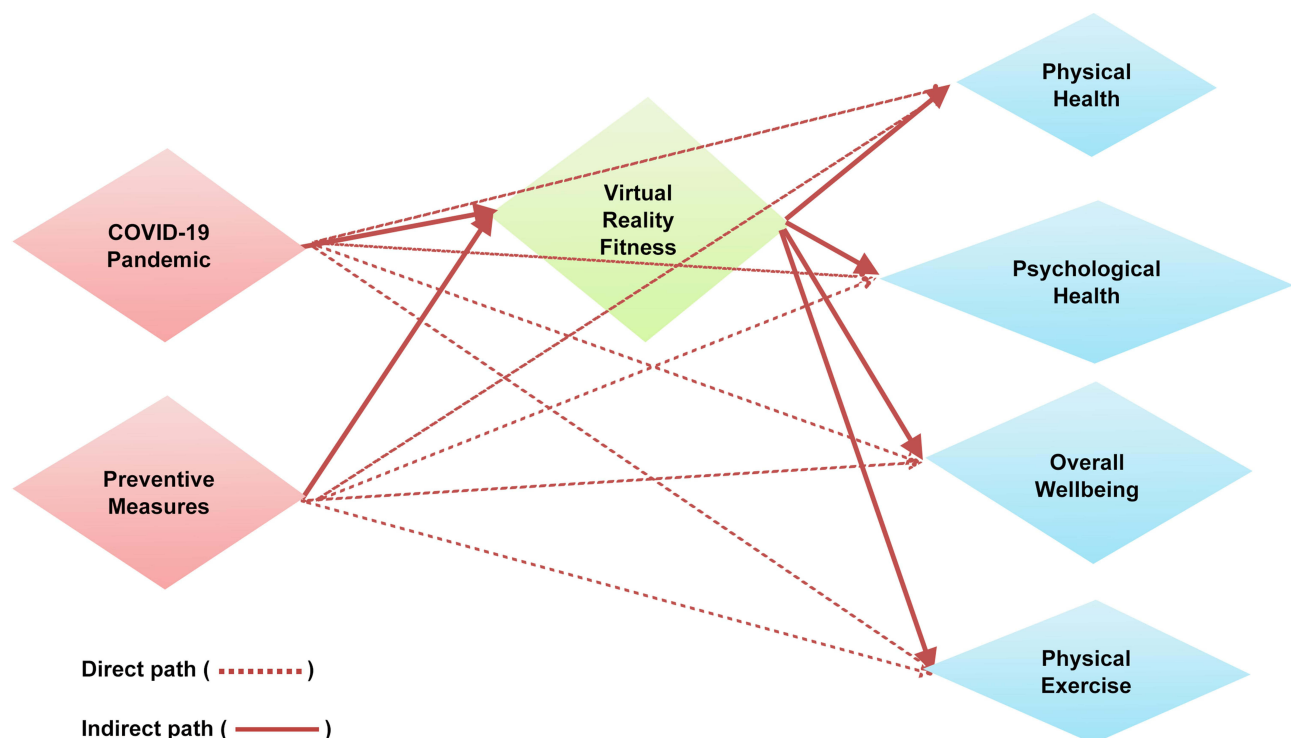 Physical
Health
Virtual
Reality
Fitness
COVID-19
Pandemic
Psychological
Health
Preventive
Measures
Overall
Wellbeing
Physical
Exercise
Direct path ( )
Indirect path ( )